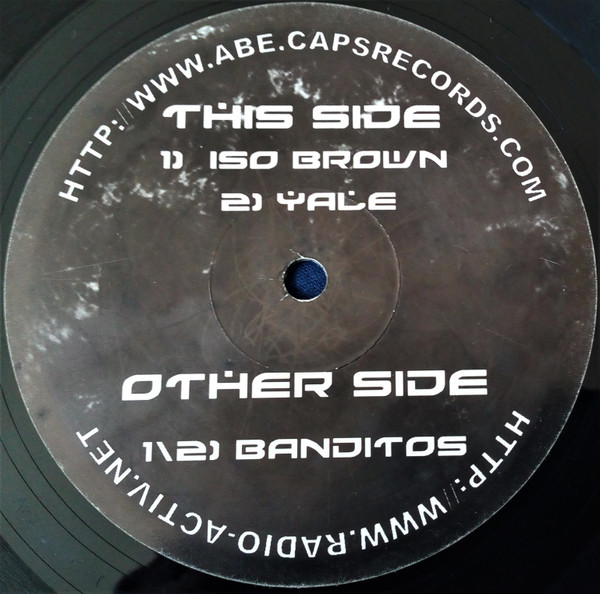 HTTP://WWW.ABE.CAPSRECORDS.COM
THIS SIDE
1) ISO BROWN
2) YALE
OTHER SIDE
1\2) BANDITOS
HTTP://WWW.RADIO-ACTIV.NET